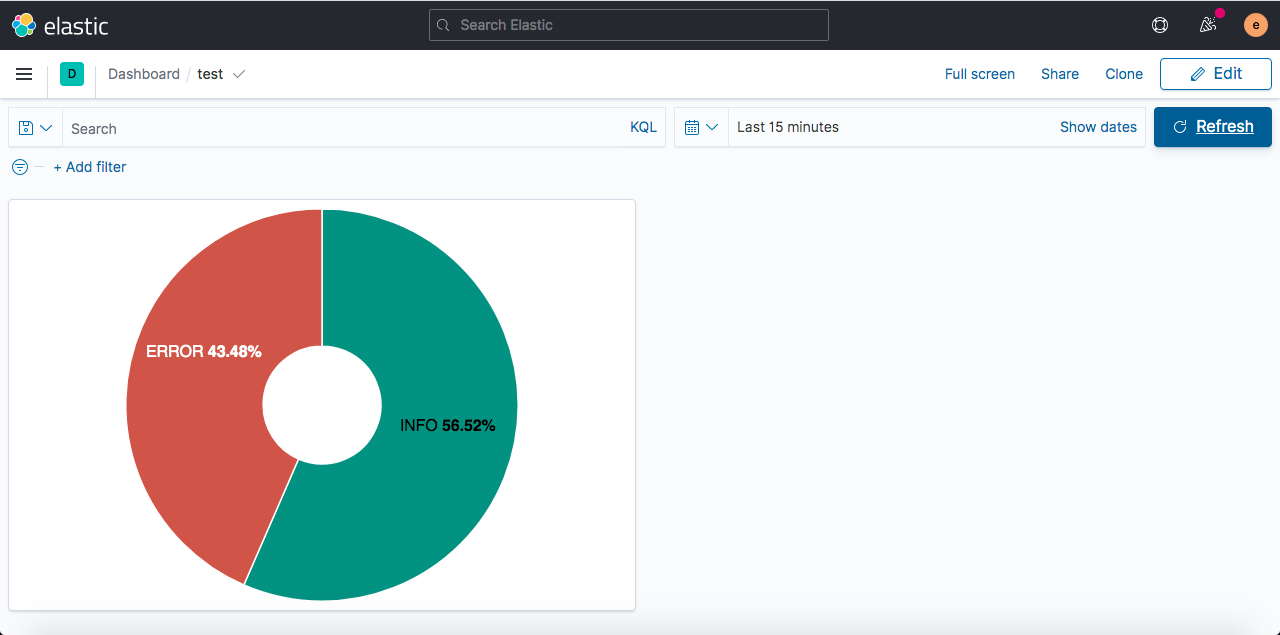 elastic Search Elastic e
D Dashboard / test Full screen Share Clone Edit
Search KQL Last 15 minutes Show dates Refresh
+ Add filter
ERROR 43.48%
INFO 56.52%